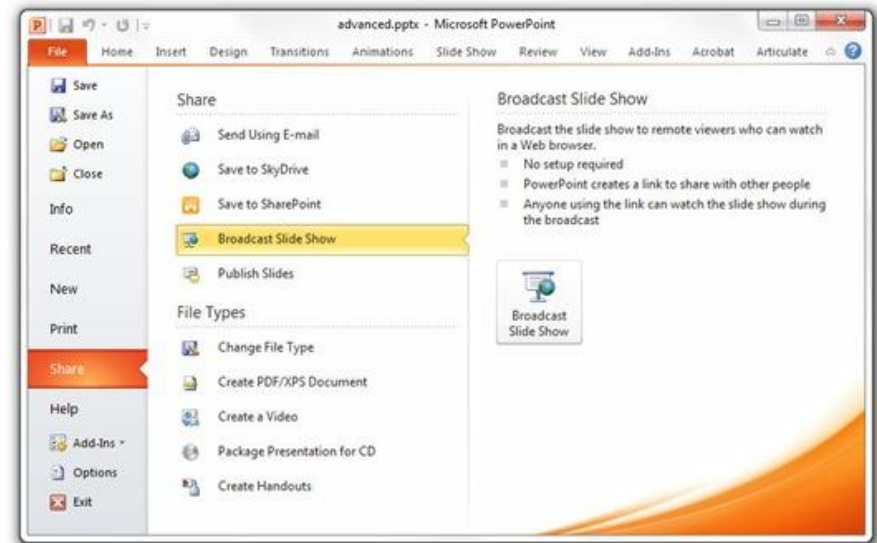 advanced.pptx - Microsoft PowerPoint
File Home Insert Design Transitions Animations Slide Show Review View Add-Ins Acrobat Articulate
Save
Save As
Open
Close
Info
Recent
New
Print
Share
Help
Add-Ins
Options
Exit
Share
Send Using E-mail
Save to SkyDrive
Save to SharePoint
Broadcast Slide Show
Publish Slides
File Types
Change File Type
Create PDF/XPS Document
Create a Video
Package Presentation for CD
Create Handouts
Broadcast Slide Show
Broadcast the slide show to remote viewers who can watch
in a Web browser.
No setup required
PowerPoint creates a link to share with other people
Anyone using the link can watch the slide show during
the broadcast
Broadcast
Slide Show